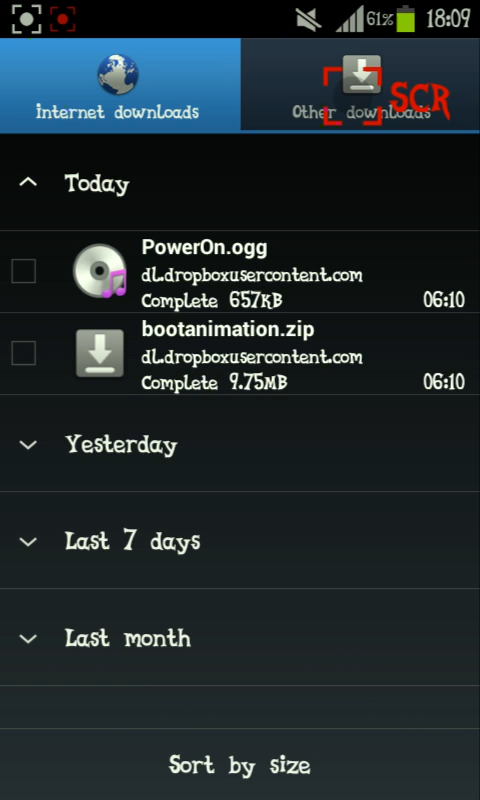 61% 18:09
Internet downloads
Other downloads
SCR
Today
PowerOn.ogg
dl.dropboxusercontent.com
Complete 657KB 06:10
bootanimation.zip
dl.dropboxusercontent.com
Complete 9.75MB 06:10
Yesterday
Last 7 days
Last month
Sort by size